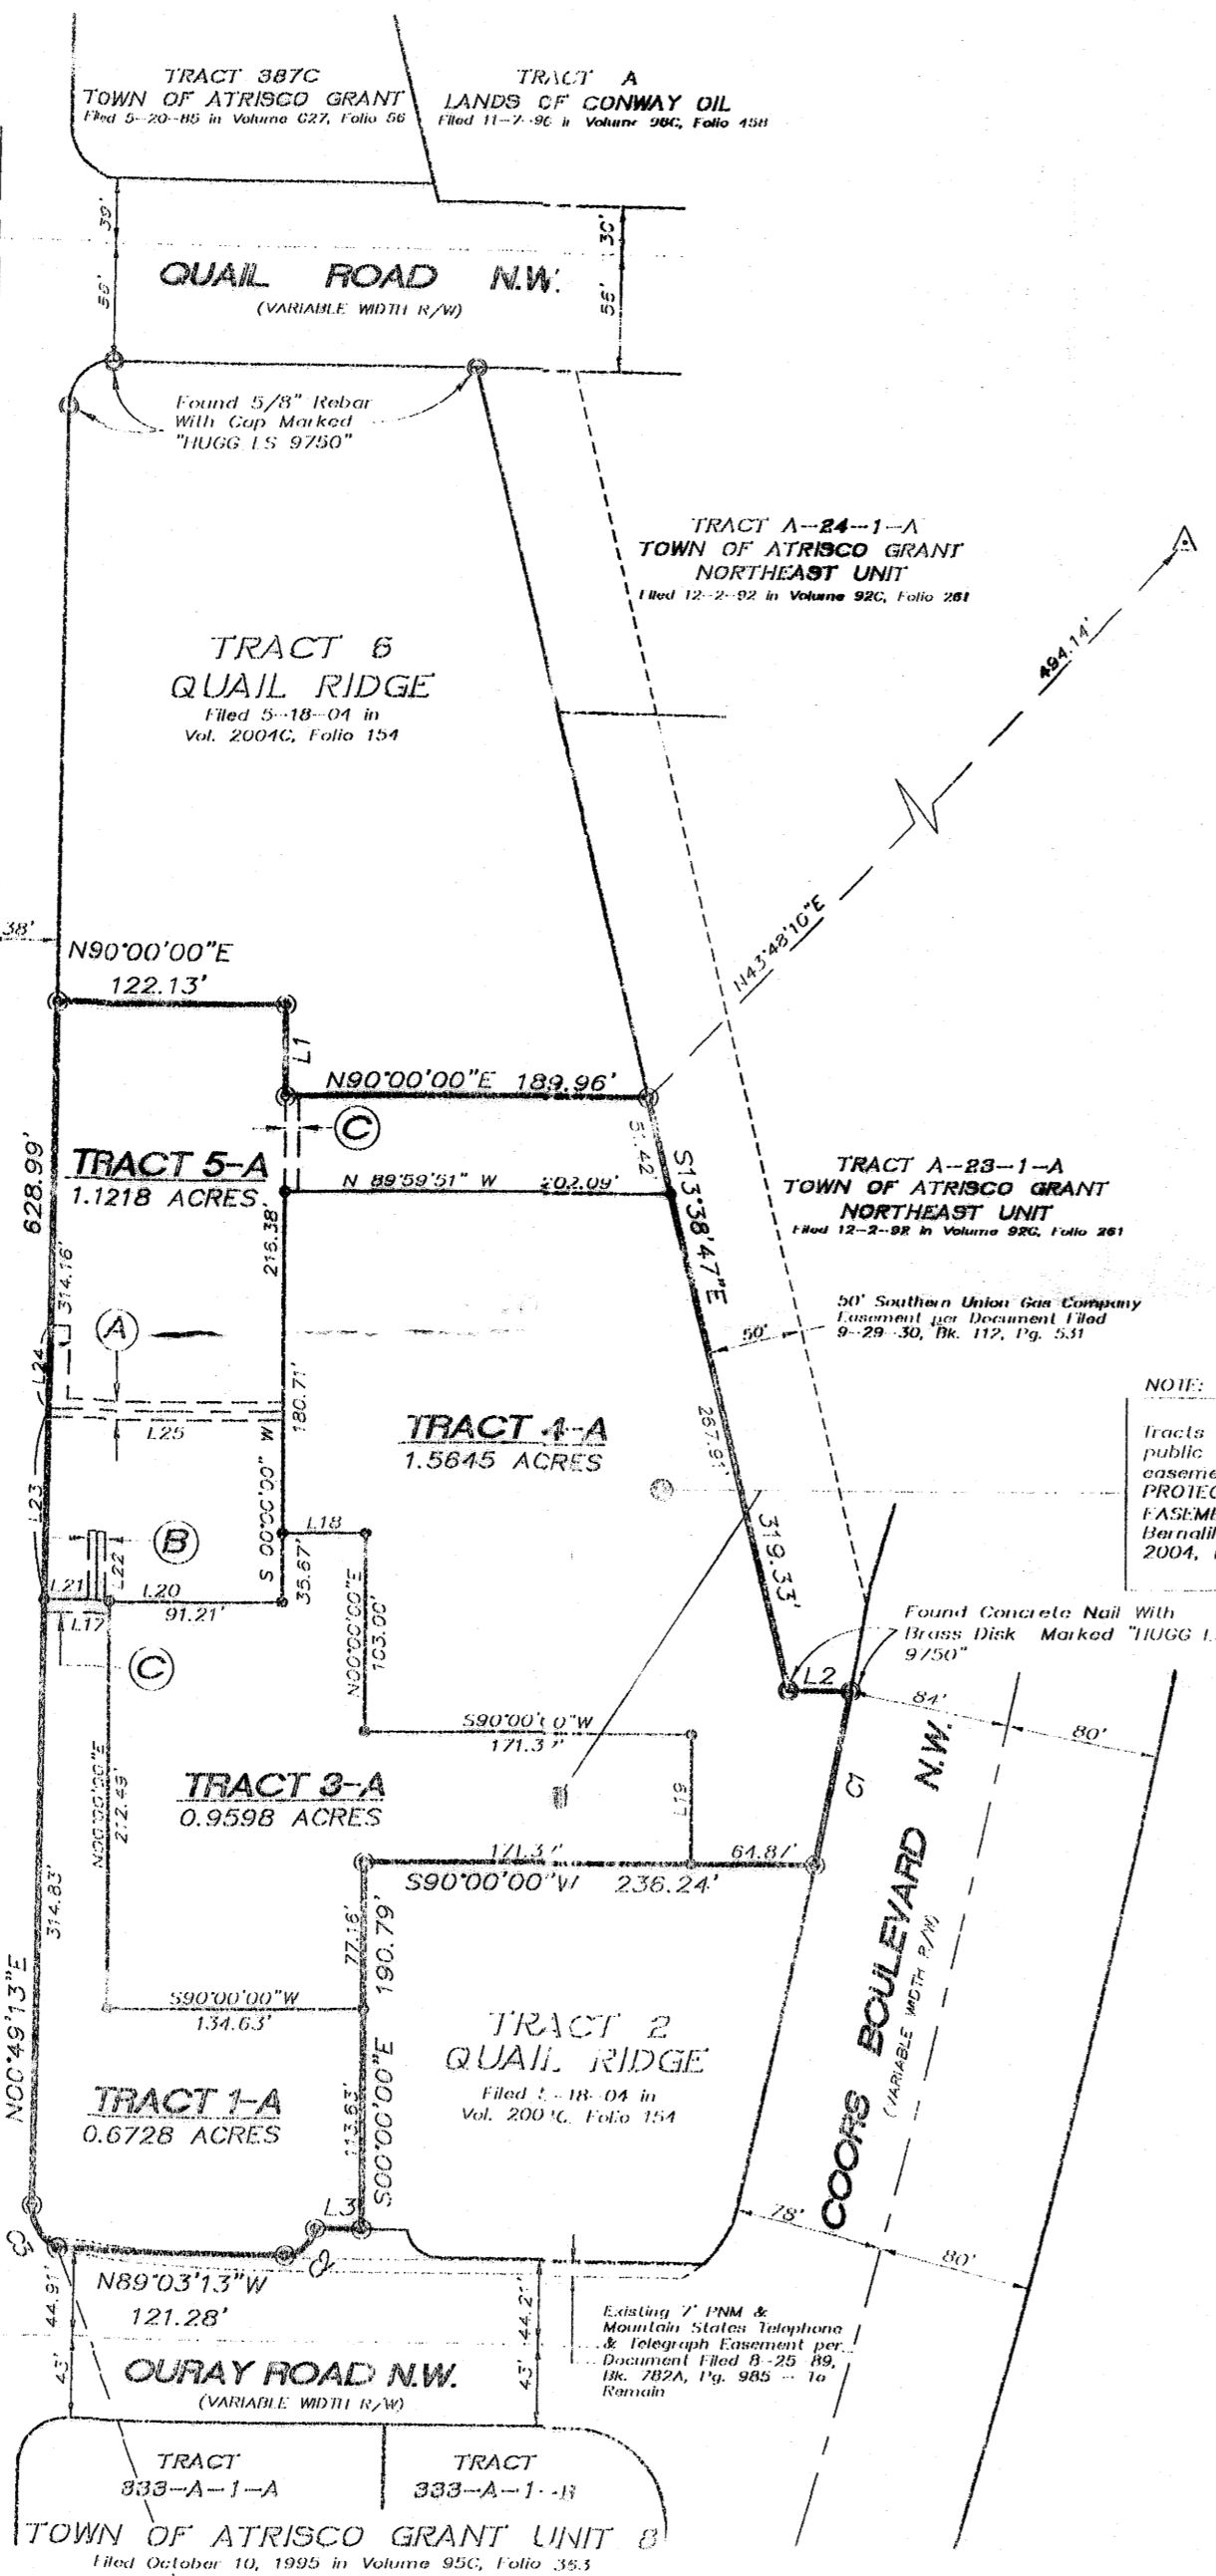 TRACT 387C
TOWN OF ATRISCO GRANT
Filed 5-20-85 in Volume C27, Folio 56
TRACT A
LANDS OF CONWAY OIL
Filed 11-7-96 in Volume 96C, Folio 458
39'
56'
QUAIL ROAD N.W.
(VARIABLE WIDTH R/W)
30'
55'
Found 5/8" Rebar
With Cap Marked
"HUGG LS 9750"
TRACT A-24-1-A
TOWN OF ATRISCO GRANT
NORTHEAST UNIT
Filed 12-2-92 in Volume 92C, Folio 261
TRACT 6
QUAIL RIDGE
Filed 5-18-04 in
Vol. 2004C, Folio 154
494.14'
N43°48'10"E
38'
N90°00'00"E
122.13'
L1
N90°00'00"E 189.96'
C
51.42'
TRACT 5-A
1.1218 ACRES
N 89°59'51" W 202.09'
S13°38'47"E
TRACT A-23-1-A
TOWN OF ATRISCO GRANT
NORTHEAST UNIT
Filed 12-2-92 in Volume 92C, Folio 261
628.99'
216.38'
314.16'
A
50' Southern Union Gas Company
Easement per Document Filed
9-29-30, Bk. 112, Pg. 531
50'
L24
L25
180.71'
TRACT 4-A
1.5645 ACRES
267.91'
NOTE:
Tracts
public
easeme
PROTEC
EASEME
Bernalil
2004,
L23
S 00°00'00" W
L18
319.33'
B
L22
35.67'
L21
L20
91.21'
L17
C
N00°00'00"E
103.00'
Found Concrete Nail With
Brass Disk Marked "HUGG L
9750"
L2
84'
80'
S90°00'00"W
171.37'
N00°00'00"E
212.49'
TRACT 3-A
0.9598 ACRES
L19
C1
171.37'
64.87'
S90°00'00"W 236.24'
314.83'
77.16'
190.79'
N00°49'13"E
S90°00'00"W
134.63'
TRACT 2
QUAIL RIDGE
Filed 5-18-04 in
Vol. 2004C, Folio 154
COORS BOULEVARD N.W.
(VARIABLE WIDTH R/W)
TRACT 1-A
0.6728 ACRES
113.63'
S00°00'00"E
L3
78'
80'
C3
C2
N89°03'13"W
121.28'
44.91'
43'
44.21'
43'
OURAY ROAD N.W.
(VARIABLE WIDTH R/W)
Existing 7' PNM &
Mountain States Telephone
& Telegraph Easement per
Document Filed 8-25-89,
Bk. 782A, Pg. 985 -- To
Remain
TRACT
333-A-1-A
TRACT
333-A-1-B
TOWN OF ATRISCO GRANT UNIT 8
Filed October 10, 1995 in Volume 95C, Folio 363